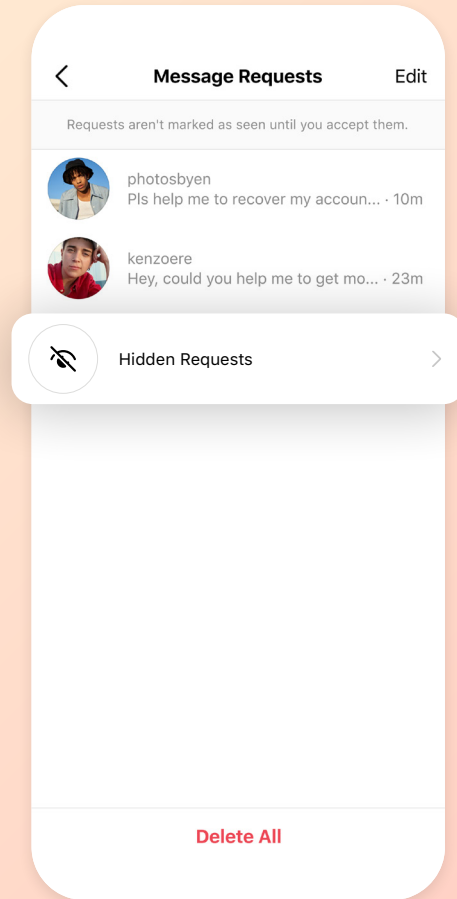 Message Requests Edit
Requests aren't marked as seen until you accept them.
photosbyen
Pls help me to recover my accoun... · 10m
kenzoere
Hey, could you help me to get mo... · 23m
Hidden Requests
Delete All